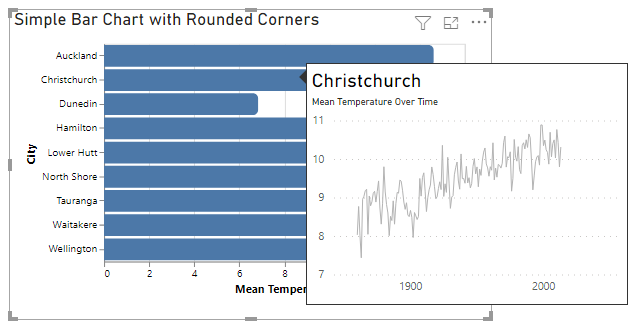 Simple Bar Chart with Rounded Corners
City
Auckland
Christchurch
Dunedin
Hamilton
Lower Hutt
North Shore
Tauranga
Waitakere
Wellington
0 2 4 6 8
Mean Temper
Christchurch
Mean Temperature Over Time
11
10
9
8
7
1900 2000